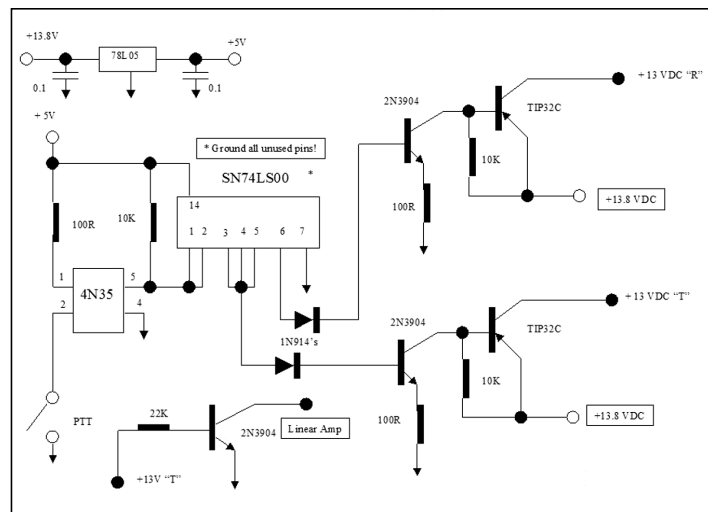 +13.8V
78L05
+5V
0.1
0.1
+ 5V
* Ground all unused pins!
SN74LS00 *
14
1 2 3 4 5 6 7
100R
10K
1
5
4N35
2
4
1N914's
PTT
22K
2N3904
Linear Amp
+13V “T”
2N3904
TIP32C
+ 13 VDC “R”
10K
100R
+13.8 VDC
2N3904
TIP32C
+ 13 VDC “T”
10K
100R
+13.8 VDC